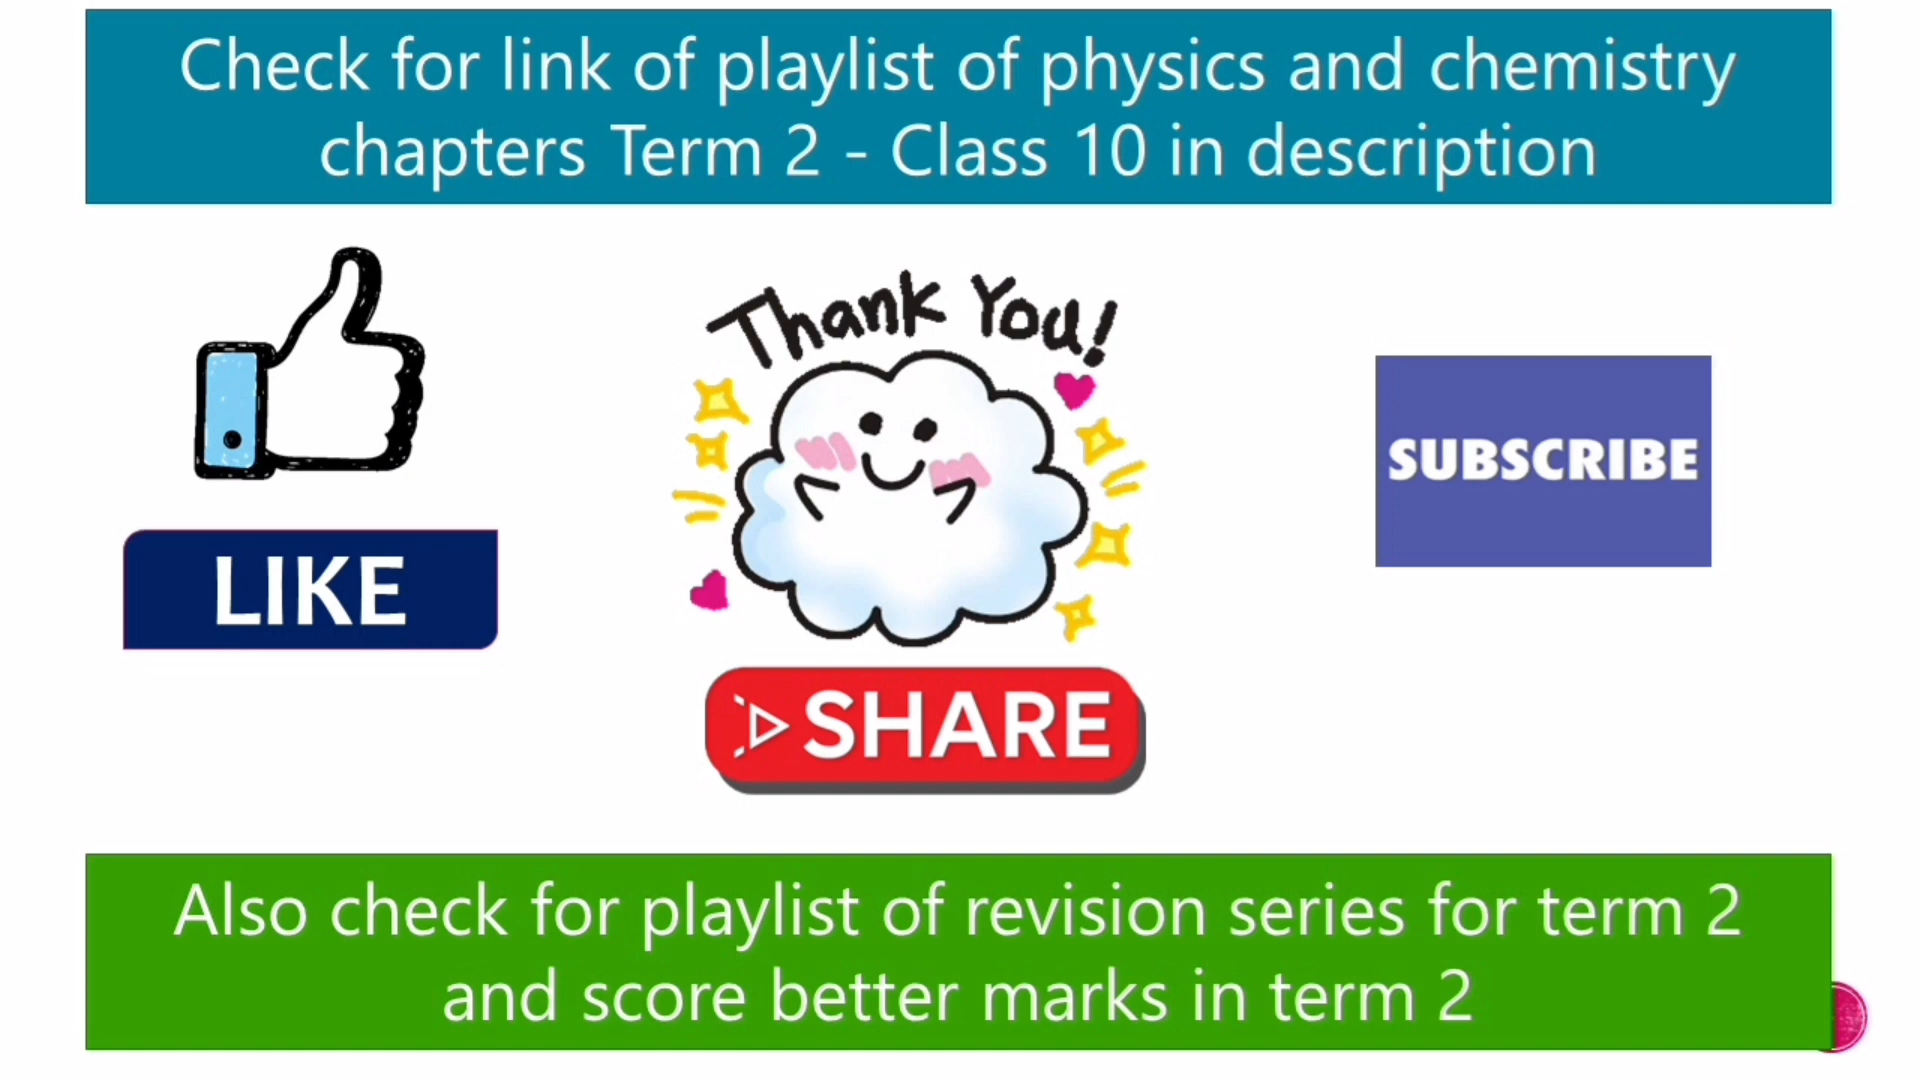 Check for link of playlist of physics and chemistry
chapters Term 2 - Class 10 in description
Thank You!
SUBSCRIBE
LIKE
SHARE
Also check for playlist of revision series for term 2
and score better marks in term 2